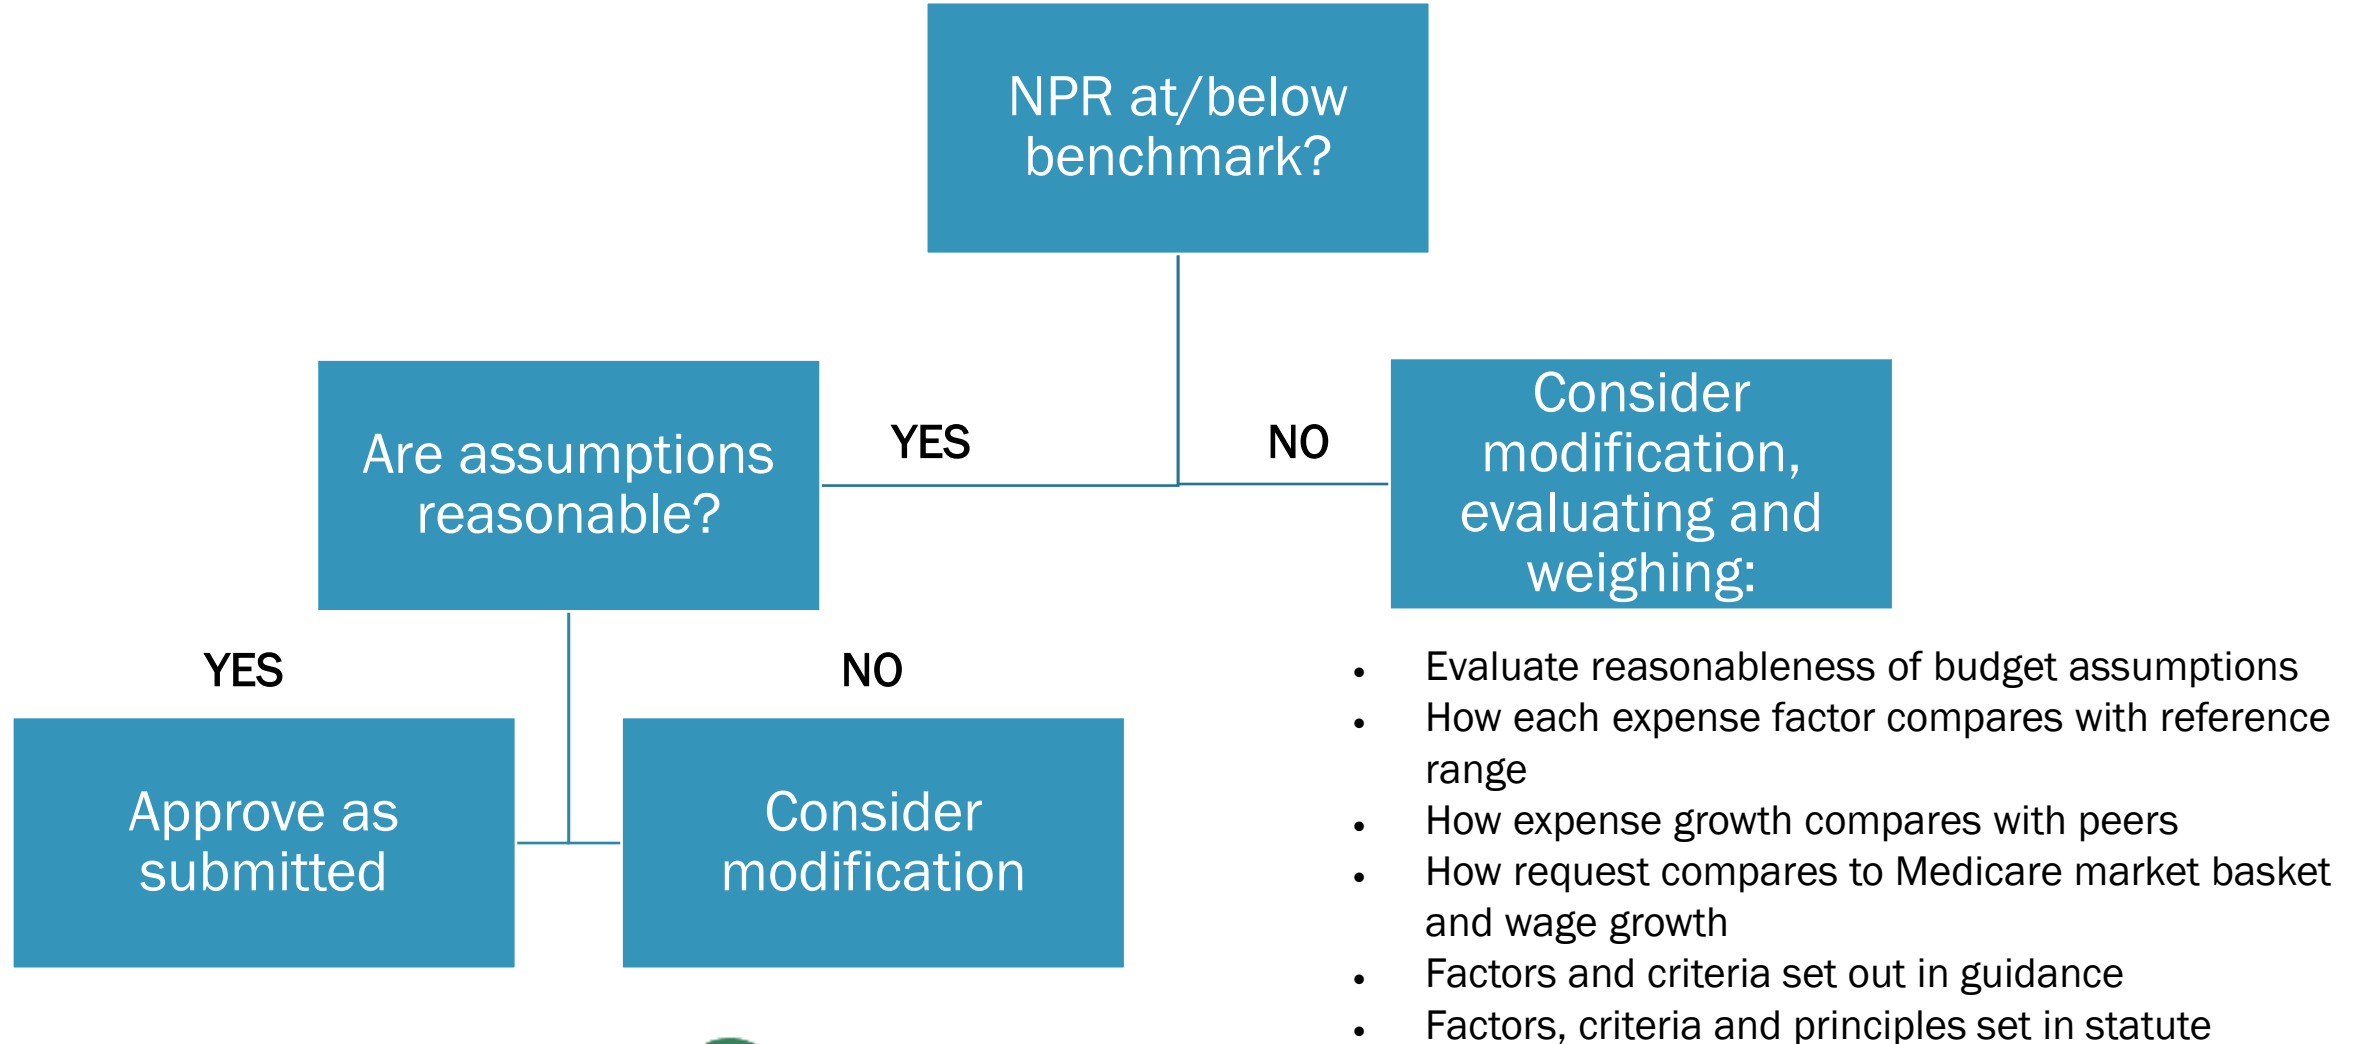 NPR at/below
benchmark?
Are assumptions
reasonable?
YES
NO
Consider
modification,
evaluating and
weighing:
YES
NO
Approve as
submitted
Consider
modification
• Evaluate reasonableness of budget assumptions
• How each expense factor compares with reference
range
• How expense growth compares with peers
• How request compares to Medicare market basket
and wage growth
• Factors and criteria set out in guidance
• Factors, criteria and principles set in statute